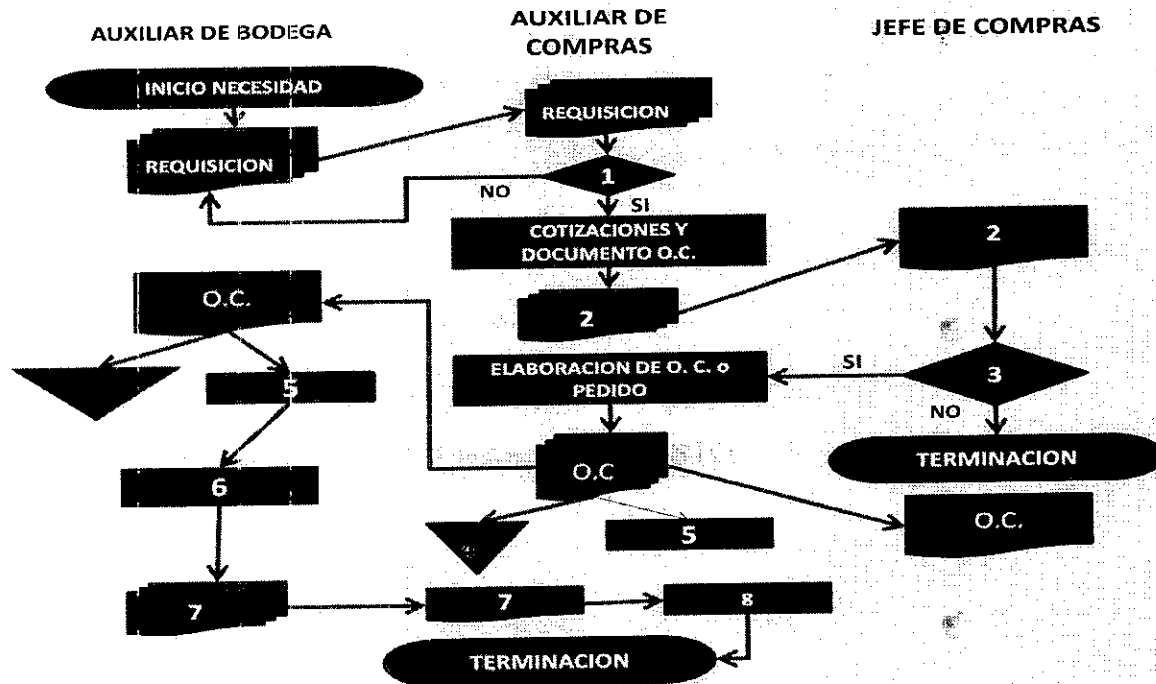 AUXILIAR DE BODEGA
AUXILIAR DE
COMPRAS
JEFE DE COMPRAS
INICIO NECESIDAD
REQUISICION
REQUISICION
1
NO
SI
COTIZACIONES Y
DOCUMENTO O.C.
2
2
O.C.
ELABORACION DE O. C. o
PEDIDO
SI
3
NO
5
TERMINACION
6
O.C
O.C.
5
7
7
8
TERMINACION